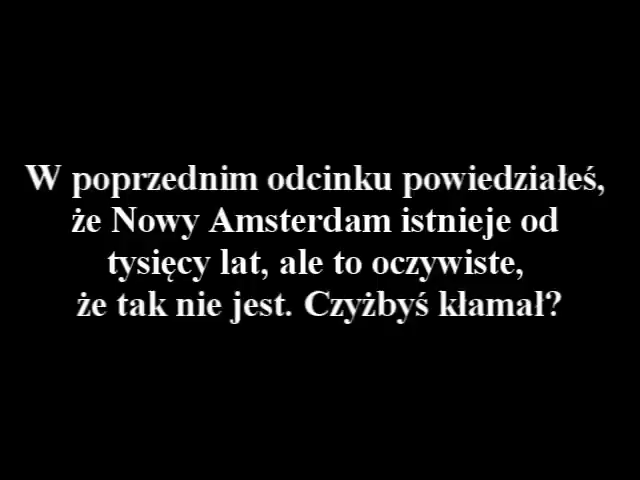 W poprzednim odcinku powiedziałeś,
że Nowy Amsterdam istnieje od
tysięcy lat, ale to oczywiste,
że tak nie jest. Czyżbyś kłamał?